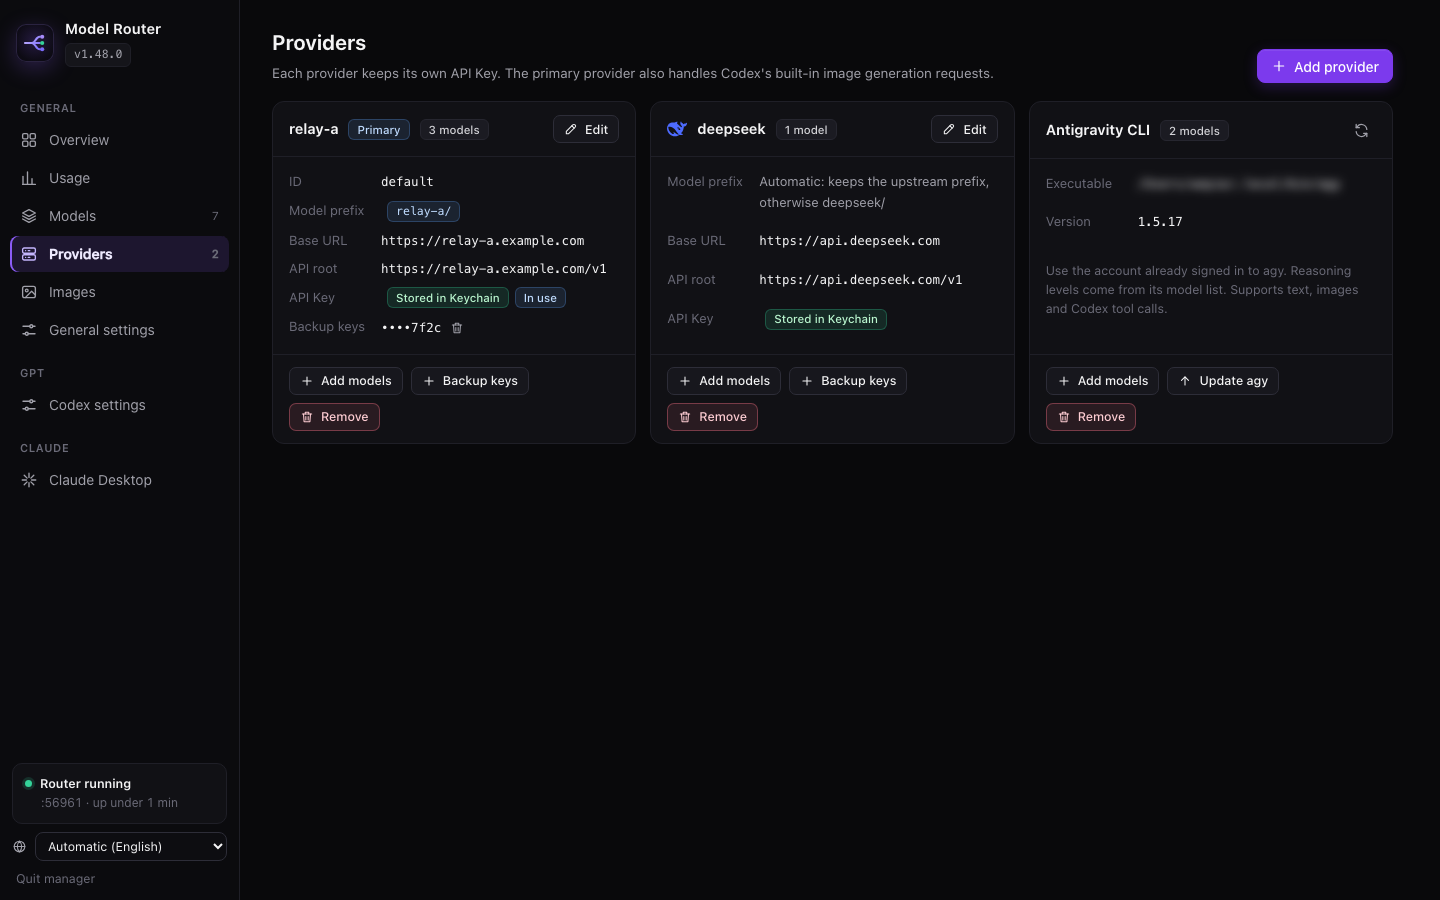 Model Router
v1.48.0
GENERAL
Overview
Usage
Models 7
Providers 2
Images
General settings
GPT
Codex settings
CLAUDE
Claude Desktop
Router running
:56961 · up under 1 min
Automatic (English)
Quit manager
Providers
Each provider keeps its own API Key. The primary provider also handles Codex's built-in image generation requests.
+ Add provider
relay-a Primary 3 models Edit
ID default
Model prefix relay-a/
Base URL https://relay-a.example.com
API root https://relay-a.example.com/v1
API Key Stored in Keychain In use
Backup keys ••••7f2c
+ Add models + Backup keys
Remove
deepseek 1 model Edit
Model prefix Automatic: keeps the upstream prefix,
otherwise deepseek/
Base URL https://api.deepseek.com
API root https://api.deepseek.com/v1
API Key Stored in Keychain
+ Add models + Backup keys
Remove
Antigravity CLI 2 models
Executable
Version 1.5.17
Use the account already signed in to agy. Reasoning
levels come from its model list. Supports text, images
and Codex tool calls.
+ Add models ↑ Update agy
Remove